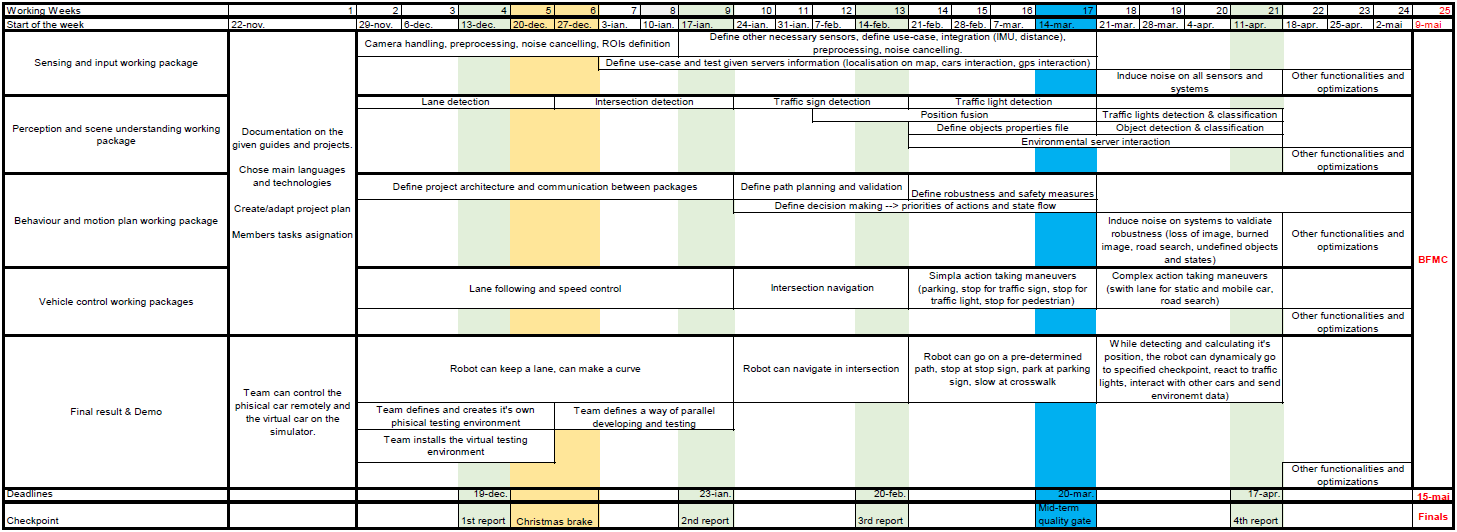 Working Weeks 1 2 3 4 5 6 7 8 9 10 11 12 13 14 15 16 17 18 19 20 21 22 23 24 25
Start of the week 22-nov. 29-nov. 6-dec. 13-dec. 20-dec. 27-dec. 3-ian. 10-ian. 17-ian. 24-ian. 31-ian. 7-feb. 14-feb. 21-feb. 28-feb. 7-mar. 14-mar. 21-mar. 28-mar. 4-apr. 11-apr. 18-apr. 25-apr. 2-mai 9-mai
Sensing and input working package
Camera handling, preprocessing, noise cancelling, ROIs definition
Define other necessary sensors, define use-case, integration (IMU, distance),
preprocessing, noise cancelling.
Define use-case and test given servers information (localisation on map, cars interaction, gps interaction)
Induce noise on all sensors and
systems
Other functionalities and
optimizations
Perception and scene understanding working
package
Documentation on the
given guides and projects.
Chose main languages
and technologies
Create/adapt project plan
Members tasks asignation
Lane detection
Intersection detection
Traffic sign detection
Traffic light detection
Position fusion
Traffic lights detection & classification
Define objects properties file
Object detection & classification
Environmental server interaction
Other functionalities and
optimizations
Behaviour and motion plan working package
Define project architecture and communication between packages
Define path planning and validation
Define robustness and safety measures
Define decision making --> priorities of actions and state flow
Induce noise on systems to valdiate
robustness (loss of image, burned
image, road search, undefined objects
and states)
Other functionalities and
optimizations
BFMC
Vehicle control working packages
Lane following and speed control
Intersection navigation
Simpla action taking maneuvers
(parking, stop for traffic sign, stop for
traffic light, stop for pedestrian)
Complex action taking maneuvers
(swith lane for static and mobile car,
road search)
Other functionalities and
optimizations
Final result & Demo
Team can control the
phisical car remotely and
the virtual car on the
simulator.
Robot can keep a lane, can make a curve
Robot can navigate in intersection
Robot can go on a pre-determined
path, stop at stop sign, park at parking
sign, slow at crosswalk
While detecting and calculating it's
position, the robot can dynamicaly go
to specified checkpoint, react to traffic
lights, interact with other cars and send
environemt data)
Team defines and creates it's own
phisical testing environment
Team defines a way of parallel
developing and testing
Team installs the virtual testing
environment
Other functionalities and
optimizations
Deadlines 19-dec. 23-ian. 20-feb. 20-mar. 17-apr. 15-mai
Checkpoint 1st report Christmas brake 2nd report 3rd report Mid-term
quality gate 4th report Finals